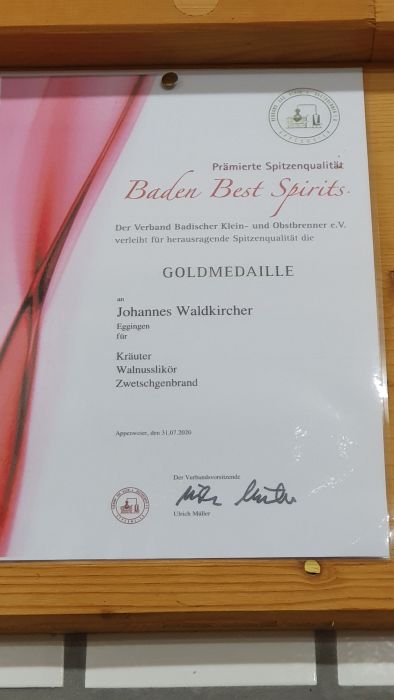 Prämierte Spitzenqualität
Baden Best Spirits
Der Verband Badischer Klein- und Obstbrenner e.V.
verleiht für herausragende Spitzenqualität die
GOLDMEDAILLE
an
Johannes Waldkircher
Eggingen
für
Kräuter
Walnusslikör
Zwetschgenbrand
Appenweier, den 31.07.2020
Der Verbandsvorsitzende
Ulrich Müller